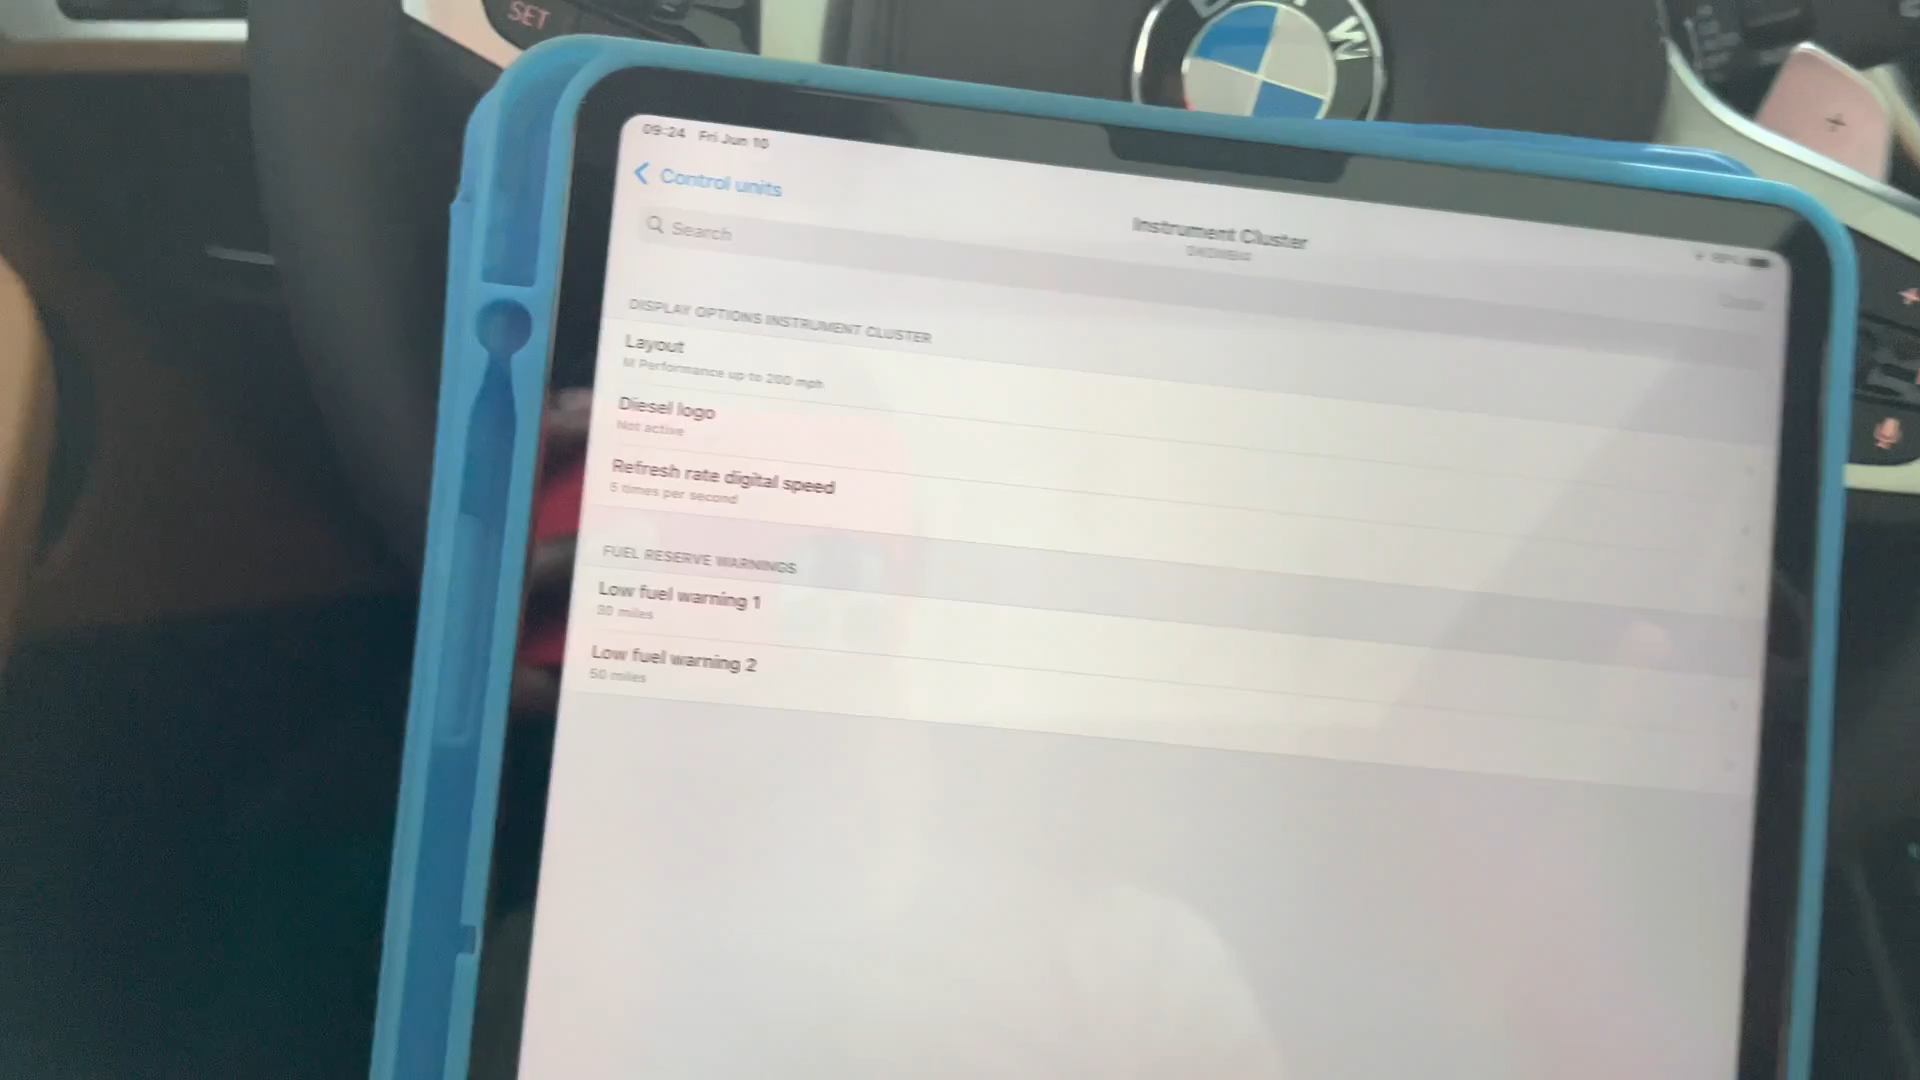 SET
BMW
09:24 Fri Jun 10
Control units
Instrument Cluster
Search
DISPLAY OPTIONS INSTRUMENT CLUSTER
Layout
M Performance up to 200 mph
Diesel logo
Not active
Refresh rate digital speed
5 times per second
FUEL RESERVE WARNINGS
Low fuel warning 1
Low fuel warning 2
50 miles